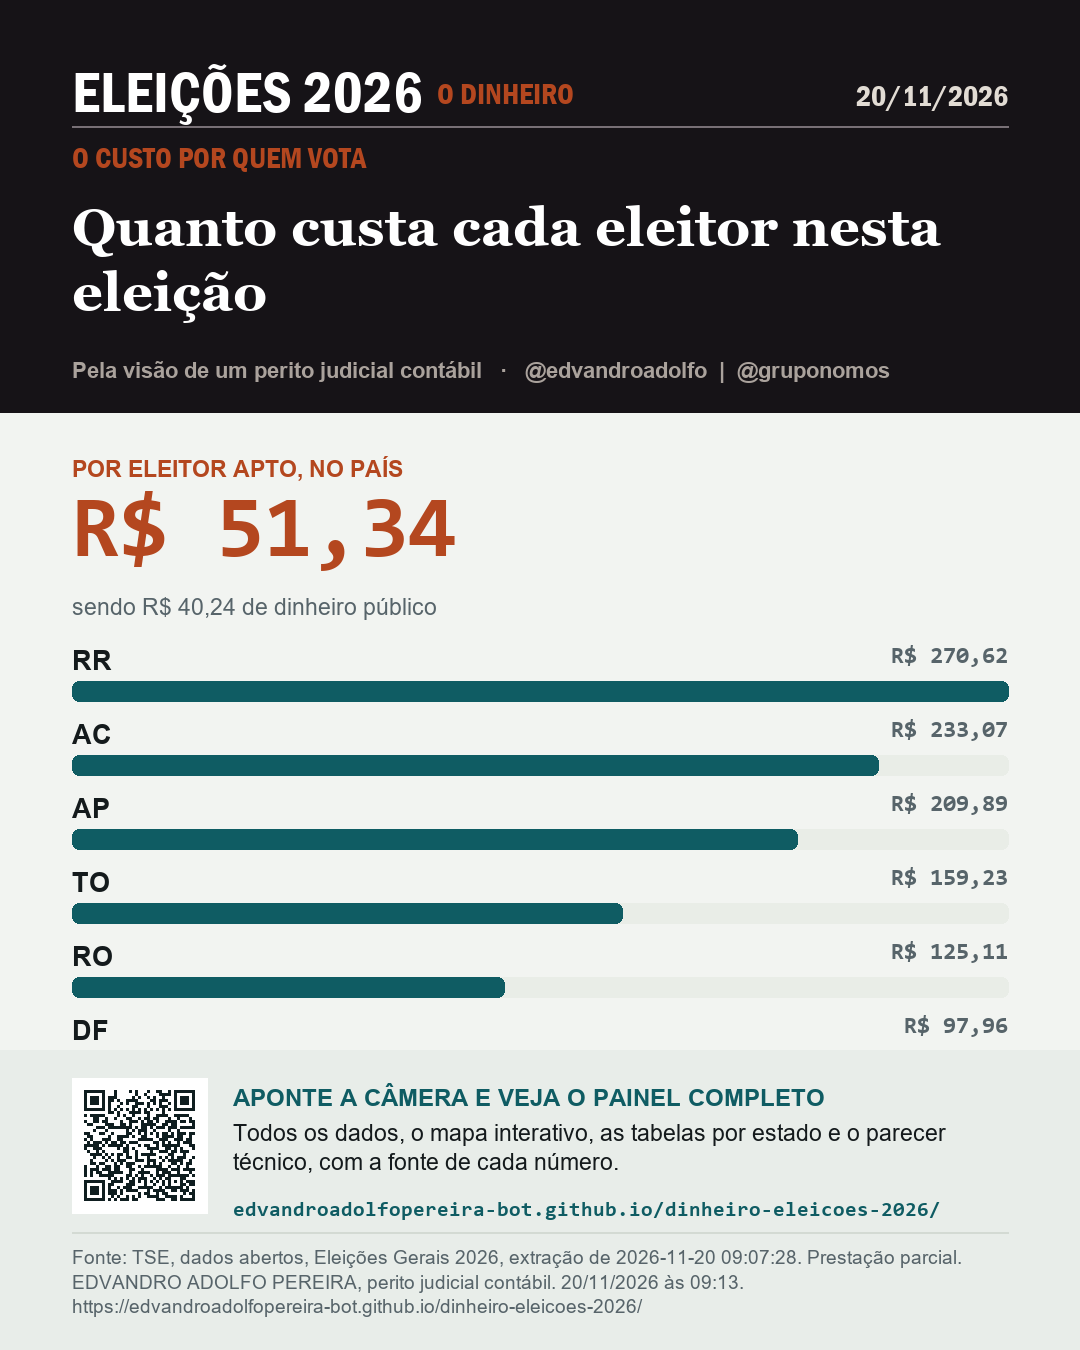 ELEIÇÕES 2026 O DINHEIRO 20/11/2026
O CUSTO POR QUEM VOTA
Quanto custa cada eleitor nesta
eleição
Pela visão de um perito judicial contábil · @edvandroadolfo | @gruponomos
POR ELEITOR APTO, NO PAÍS
R$ 51,34
sendo R$ 40,24 de dinheiro público
RR R$ 270,62
AC R$ 233,07
AP R$ 209,89
TO R$ 159,23
RO R$ 125,11
DF R$ 97,96
APONTE A CÂMERA E VEJA O PAINEL COMPLETO
Todos os dados, o mapa interativo, as tabelas por estado e o parecer
técnico, com a fonte de cada número.
edvandroadolfopereira-bot.github.io/dinheiro-eleicoes-2026/
Fonte: TSE, dados abertos, Eleições Gerais 2026, extração de 2026-11-20 09:07:28. Prestação parcial.
EDVANDRO ADOLFO PEREIRA, perito judicial contábil. 20/11/2026 às 09:13.
https://edvandroadolfopereira-bot.github.io/dinheiro-eleicoes-2026/